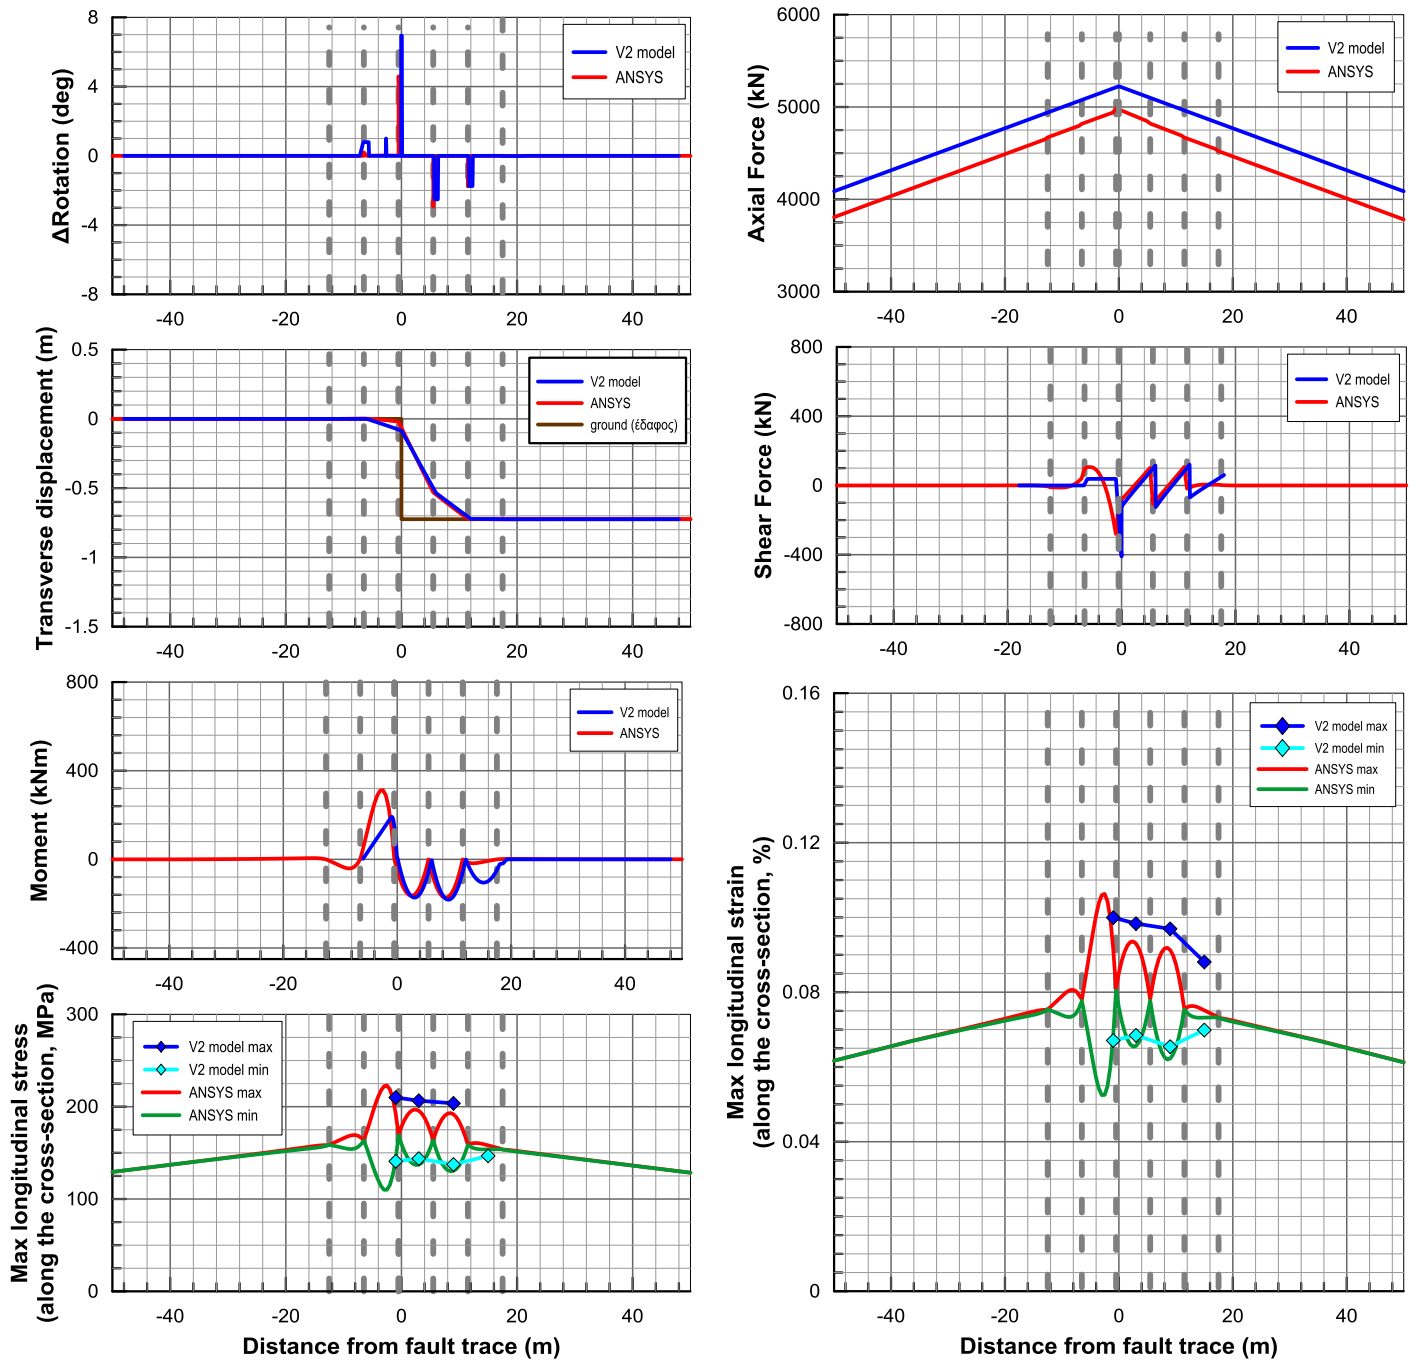 ΔRotation (deg)
8
4
0
-4
-8
V2 model
ANSYS
-40
-20
0
20
40
Axial Force (kN)
6000
5000
4000
3000
V2 model
ANSYS
-40
-20
0
20
40
Transverse displacement (m)
0.5
0
-0.5
-1
-1.5
V2 model
ANSYS
ground (έδαφος)
-40
-20
0
20
40
Shear Force (kN)
800
400
0
-400
-800
V2 model
ANSYS
-40
-20
0
20
40
Moment (kNm)
800
400
0
-400
V2 model
ANSYS
-40
-20
0
20
40
Max longitudinal stress
(along the cross-section, MPa)
300
200
100
0
V2 model max
V2 model min
ANSYS max
ANSYS min
-40
-20
0
20
40
Distance from fault trace (m)
Max longitudinal strain
(along the cross-section, %)
0.16
0.12
0.08
0.04
0
V2 model max
V2 model min
ANSYS max
ANSYS min
-40
-20
0
20
40
Distance from fault trace (m)